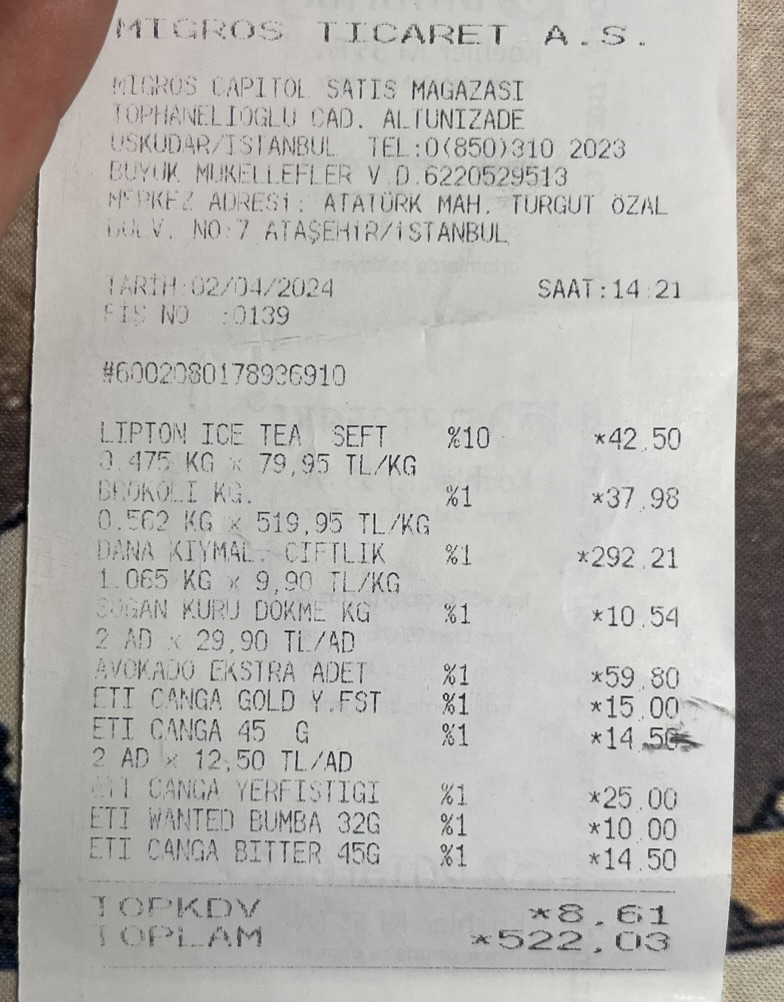 MIGROS TICARET A.S.
MIGROS CAPITOL SATIS MAGAZASI
TOPHANELIOGLU CAD. ALTUNIZADE
USKUDAR/ISTANBUL TEL:0(850)310 2023
BUYUK MUKELLEFLER V.D.6220529513
MERKEZ ADRESİ: ATATÜRK MAH. TURGUT ÖZAL
BULV. NO:7 ATAŞEHİR/İSTANBUL
TARİH:02/04/2024 SAAT:14:21
FIS NO :0139
#6002080178936910
LIPTON ICE TEA SEFT %10 *42,50
0.475 KG x 79,95 TL/KG
BROKOLI KG. %1 *37,98
0.562 KG x 519,95 TL/KG
DANA KIYMAL. CIFTLIK %1 *292,21
1.065 KG x 9,90 TL/KG
SOGAN KURU DOKME KG %1 *10,54
2 AD x 29,90 TL/AD
AVOKADO EKSTRA ADET %1 *59,80
ETI CANGA GOLD Y.FST %1 *15,00
ETI CANGA 45 G %1 *14,50
2 AD x 12,50 TL/AD
ETI CANGA YERFISTIGI %1 *25,00
ETI WANTED BUMBA 32G %1 *10,00
ETI CANGA BITTER 45G %1 *14,50
TOPKDV *8,61
TOPLAM *522,03